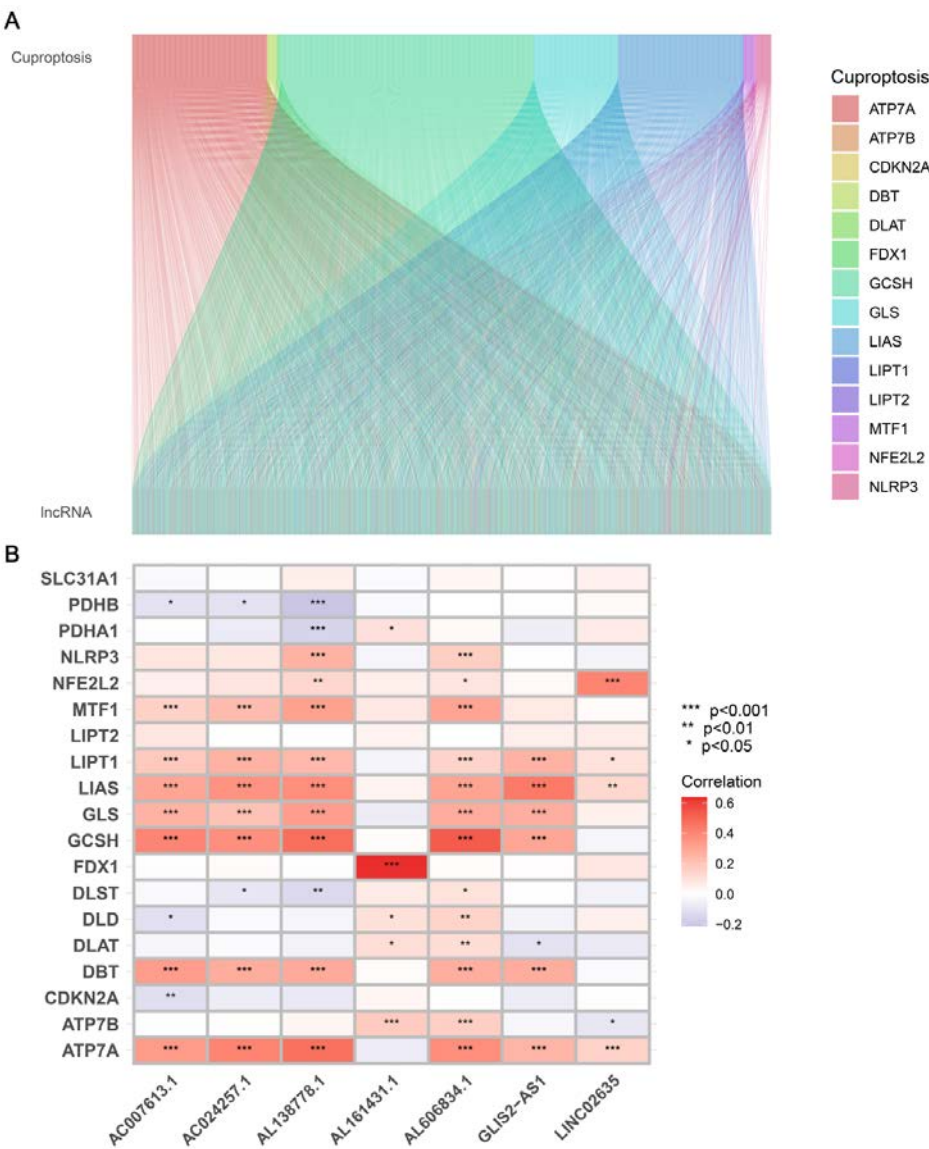 A
Cuproptosis
lncRNA
Cuproptosis
ATP7A
ATP7B
CDKN2A
DBT
DLAT
FDX1
GCSH
GLS
LIAS
LIPT1
LIPT2
MTF1
NFE2L2
NLRP3
B
SLC31A1
PDHB * * ***
PDHA1 *** *
NLRP3 *** ***
NFE2L2 ** * ***
MTF1 *** *** *** ***
LIPT2
LIPT1 *** *** *** *** *** *
LIAS *** *** *** *** *** **
GLS *** *** *** *** ***
GCSH *** *** *** *** ***
FDX1 ***
DLST * ** *
DLD * * **
DLAT * ** *
DBT *** *** *** *** ***
CDKN2A **
ATP7B *** *** *
ATP7A *** *** *** *** *** ***
AC007613.1
AC024257.1
AL138778.1
AL161431.1
AL606834.1
GLIS2-AS1
LINC02635
*** p<0.001
** p<0.01
* p<0.05
Correlation
0.6
0.4
0.2
0.0
-0.2